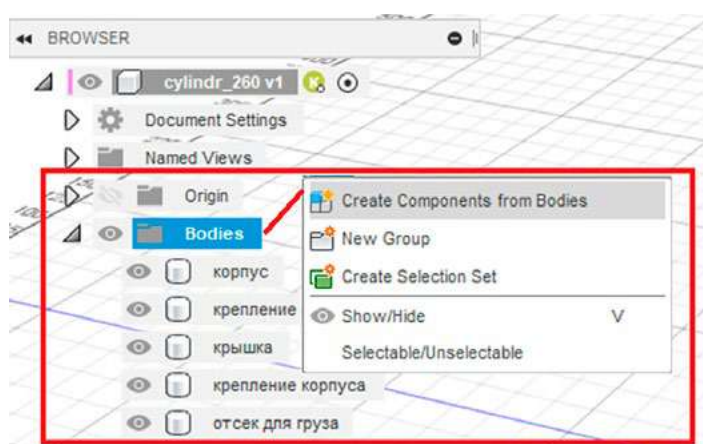 BROWSER
cylindr_260 v1
Document Settings
Named Views
Origin
Create Components from Bodies
Bodies
New Group
корпус
Create Selection Set
крепление
Show/Hide V
крышка
Selectable/Unselectable
крепление корпуса
отсек для груза